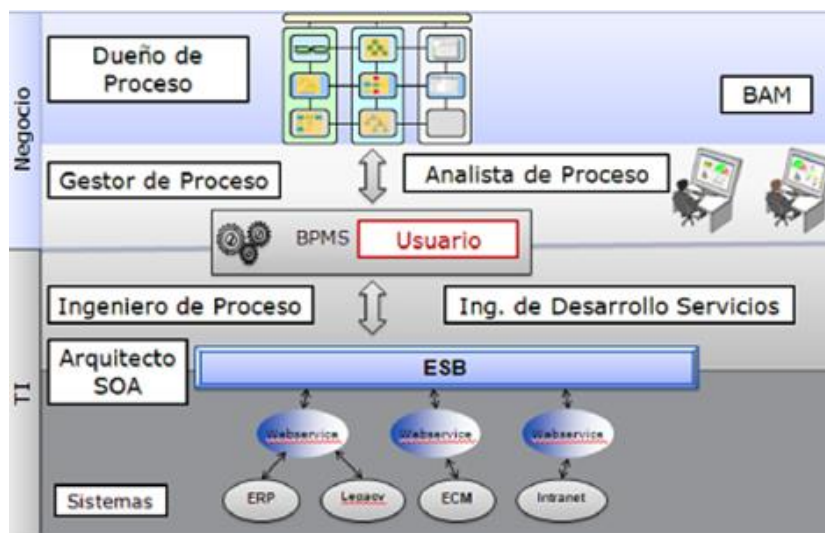 Negocio
Dueño de
Proceso
BAM
Gestor de Proceso
Analista de Proceso
BPMS
Usuario
TI
Ingeniero de Proceso
Ing. de Desarrollo Servicios
Arquitecto
SOA
ESB
Webservice
Webservice
Webservice
Sistemas
ERP
Legacy
ECM
Intranet